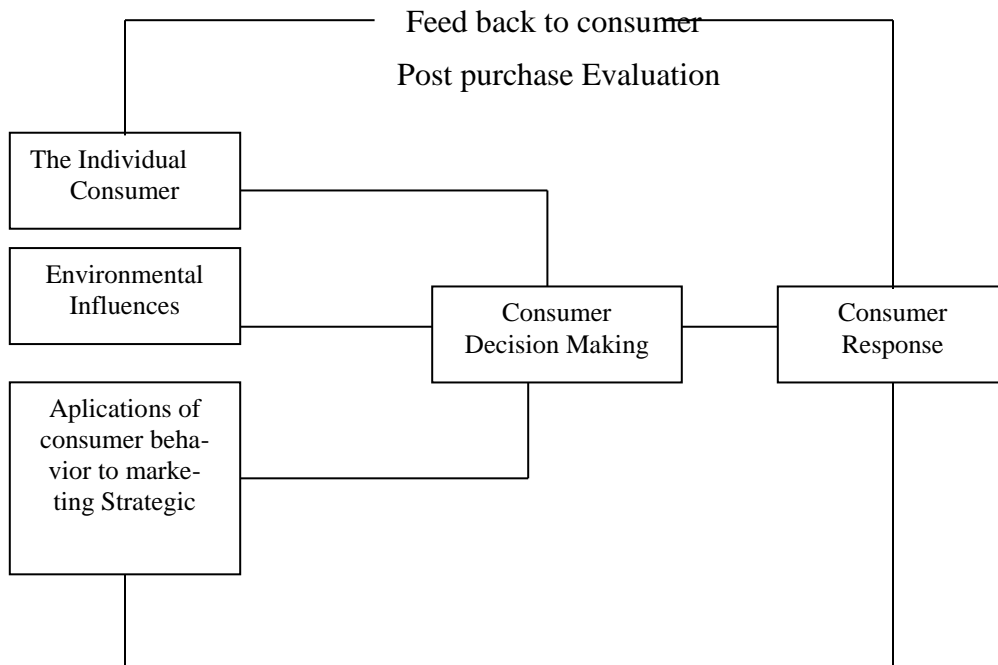 Feed back to consumer
Post purchase Evaluation
The Individual
Consumer
Environmental
Influences
Consumer
Decision Making
Consumer
Response
Aplications of
consumer beha-
vior to marke-
ting Strategic